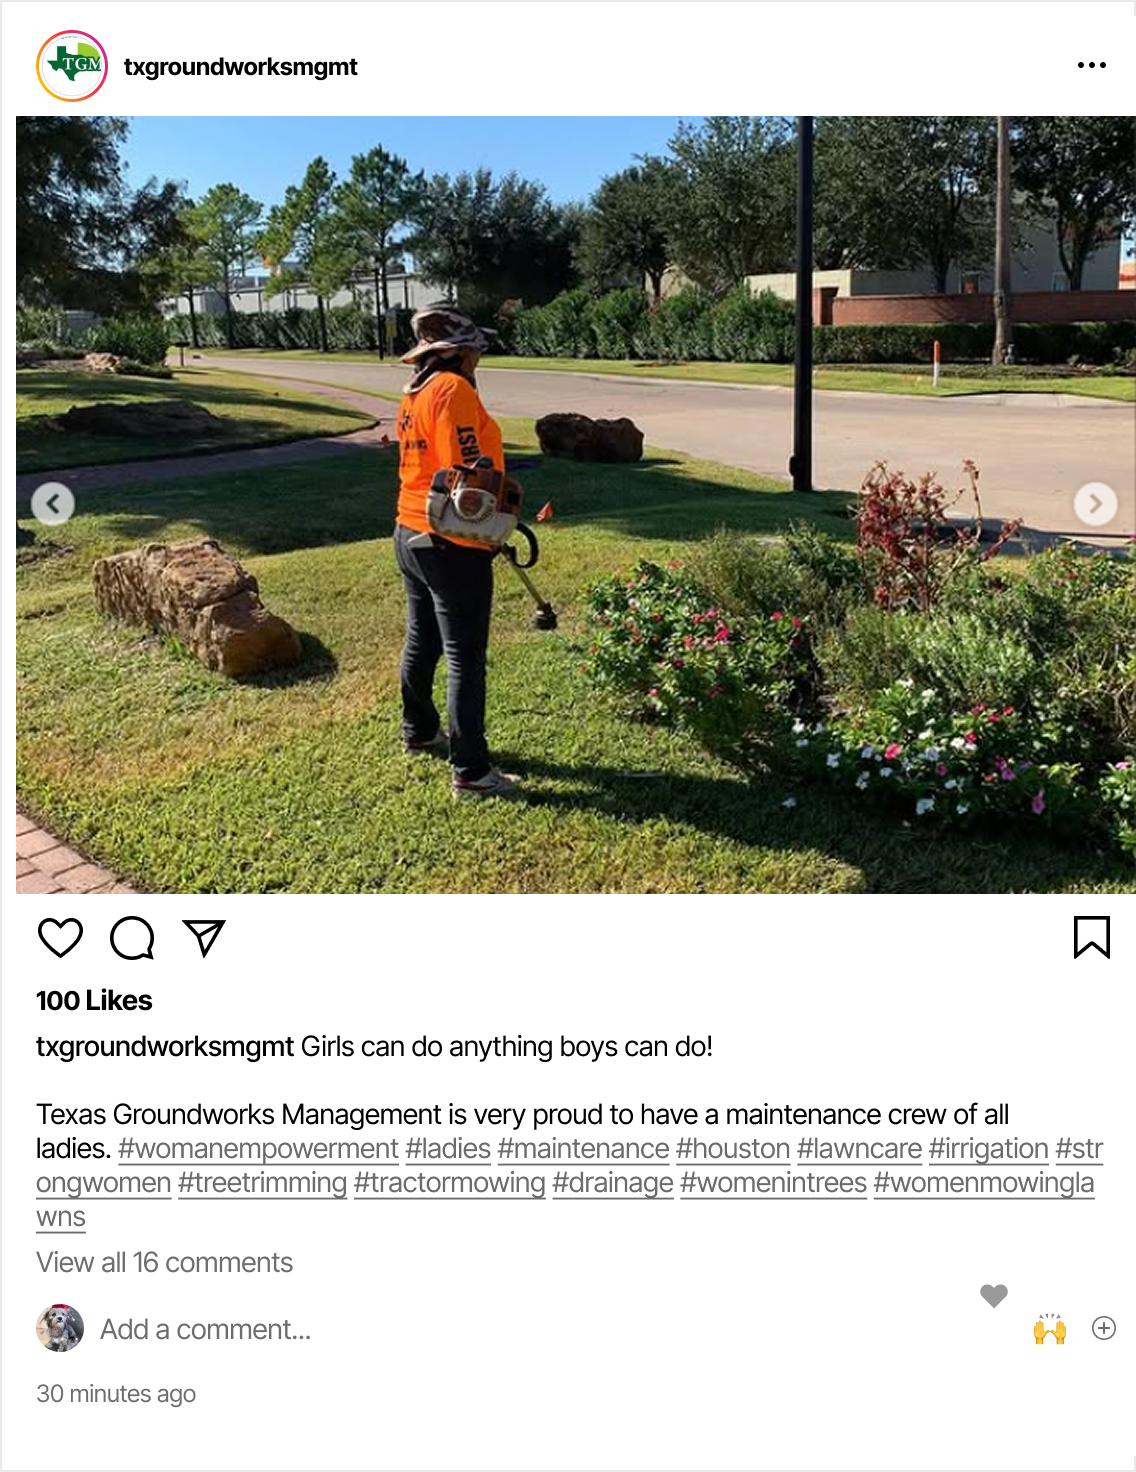 TGM
txgroundworksmgmt
IRST
100 Likes
txgroundworksmgmt Girls can do anything boys can do!
Texas Groundworks Management is very proud to have a maintenance crew of all
ladies. #womanempowerment #ladies #maintenance #houston #lawncare #irrigation #str
ongwomen #treetrimming #tractormowing #drainage #womenintrees #womenmowingla
wns
View all 16 comments
Add a comment...
30 minutes ago